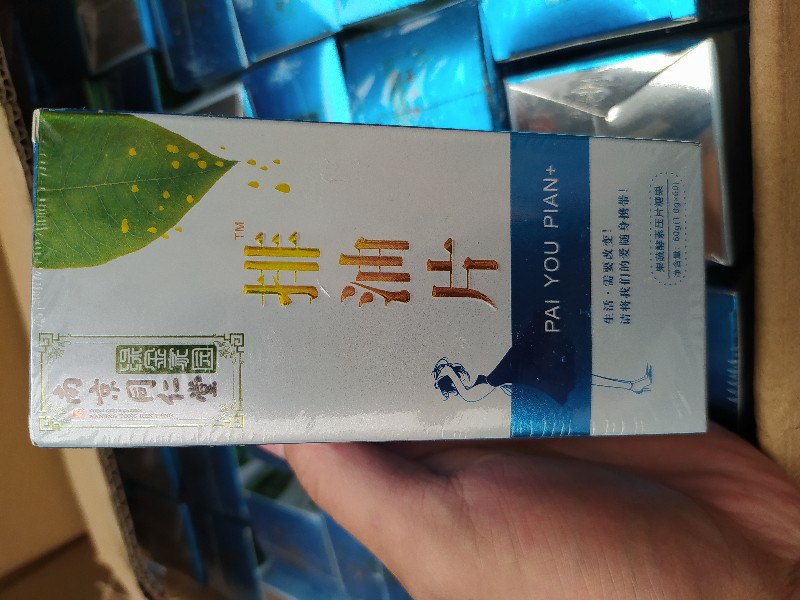 绿金家园
南京同仁堂
排油片™
PAI YOU PIAN+
生活·需要改变！
请将我们的爱随身携带！
果蔬酵素压片糖果
净含量：60g(1.0g×60)